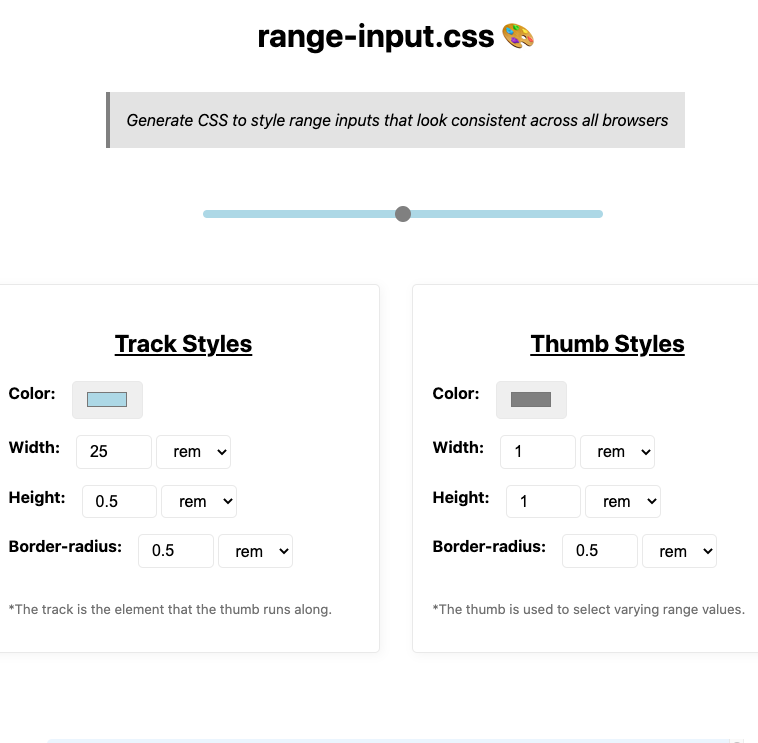 range-input.css 🎨
Generate CSS to style range inputs that look consistent across all browsers
Track Styles
Color:
Width: 25 rem
Height: 0.5 rem
Border-radius: 0.5 rem
*The track is the element that the thumb runs along.
Thumb Styles
Color:
Width: 1 rem
Height: 1 rem
Border-radius: 0.5 rem
*The thumb is used to select varying range values.